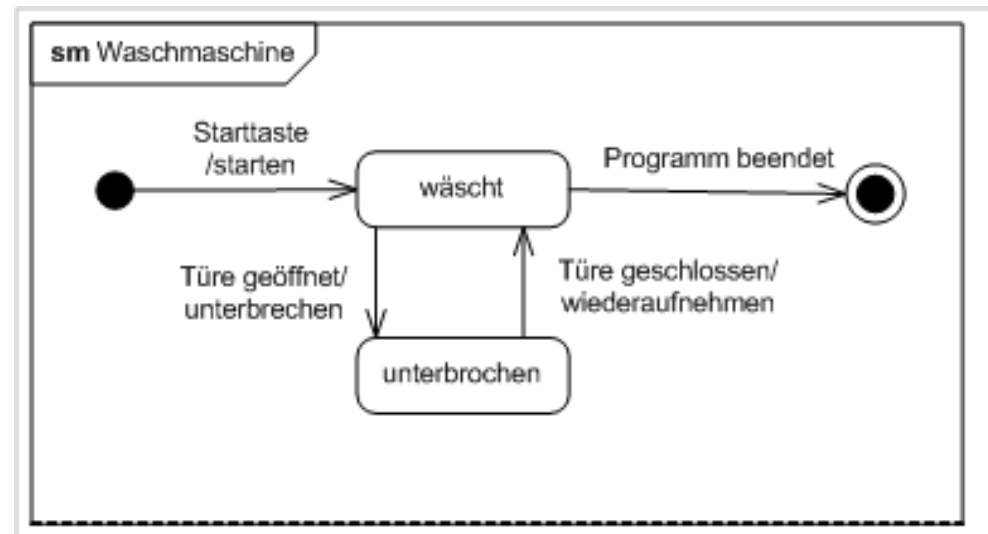 sm Waschmaschine
Starttaste
/starten
wäscht
Programm beendet
Türe geöffnet/
unterbrechen
Türe geschlossen/
wiederaufnehmen
unterbrochen